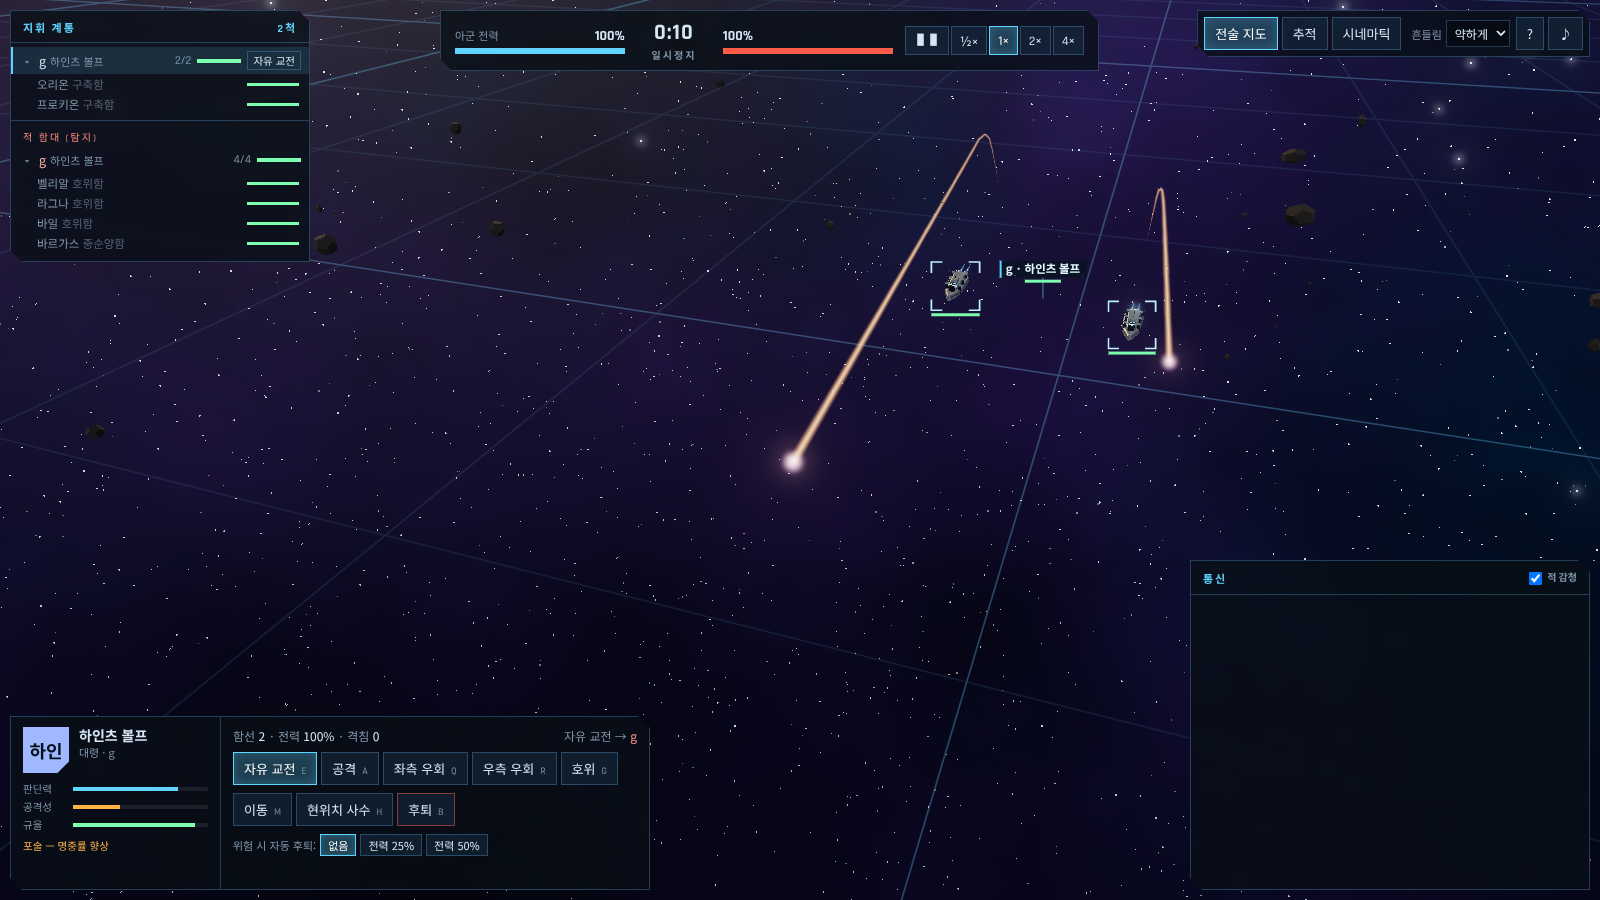 지휘 계통 2척
g 하인츠 볼프 2/2 자유 교전
오리온 구축함
프로키온 구축함
적 함대 (탐지)
g 하인츠 볼프 4/4
벨리알 호위함
라그나 호위함
바일 호위함
바르가스 중순양함
아군 전력 100% 0:10 100%
일시정지
½× 1× 2× 4×
전술 지도 추적 시네마틱 흔들림 약하게 ? ♪
g · 하인츠 볼프
통신 적 감청
하인 하인츠 볼프
대령 · g
판단력
공격성
규율
포술 — 명중률 향상
함선 2 · 전력 100% · 격침 0 자유 교전 → g
자유 교전 E 공격 A 좌측 우회 Q 우측 우회 R 호위 G
이동 M 현위치 사수 H 후퇴 B
위험 시 자동 후퇴: 없음 전력 25% 전력 50%